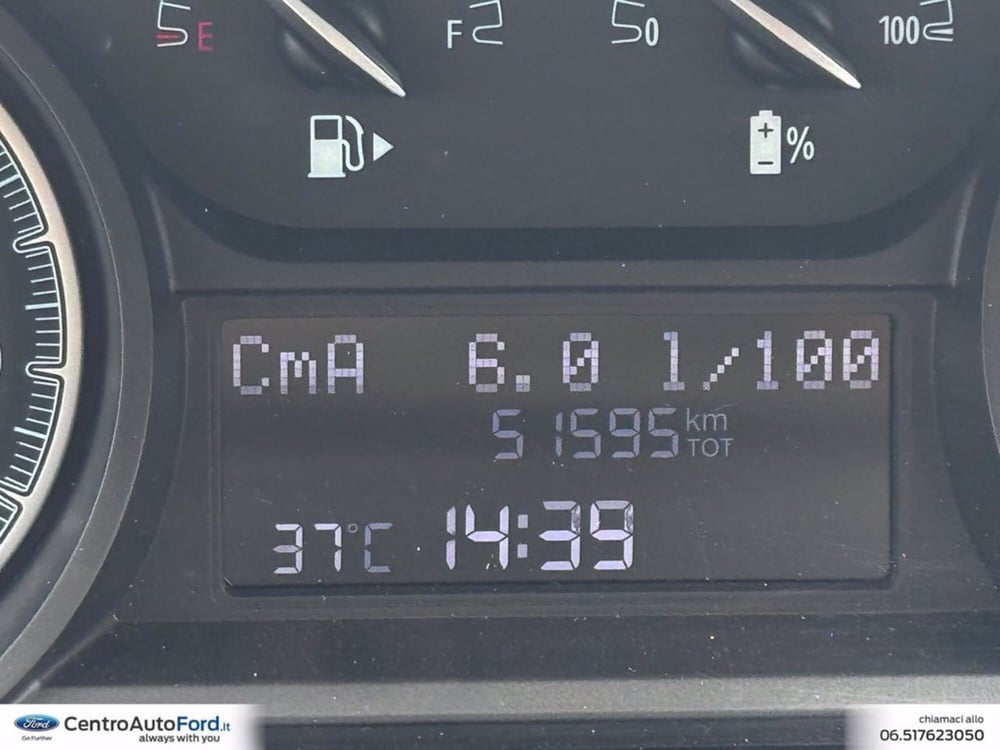 E F 0 100
+ %
-
CmA 6.0 l/100
51595 km
TOT
37°C 14:39
Ford
Go Further
CentroAutoFord.it
always with you
chiamaci allo
06.517623050